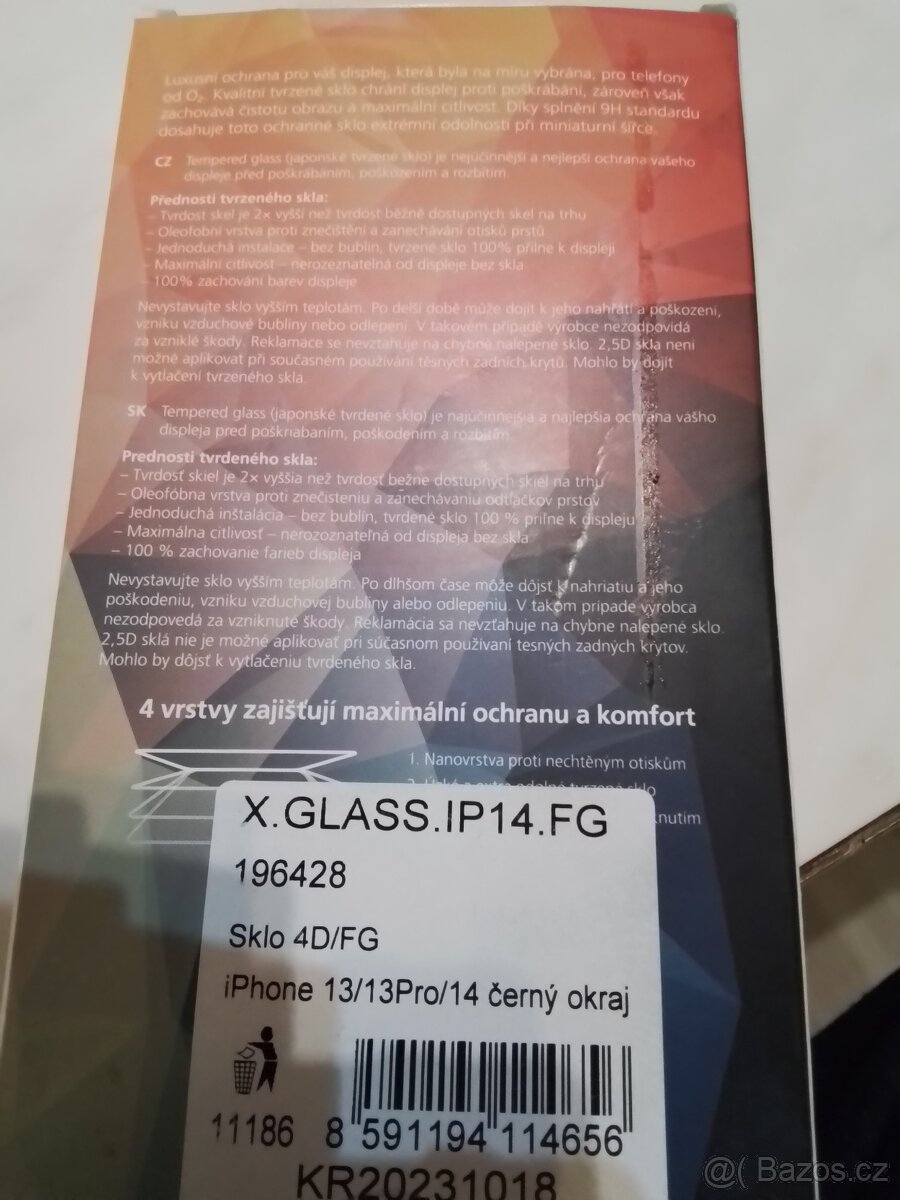 Luxusní ochrana pro váš displej, která byla na míru vybrána, pro telefony
od O2. Kvalitní tvrzené sklo chrání displej proti poškrábání, zároveň však
zachovává čistotu obrazu a maximální citlivost. Díky splnění 9H standardu
dosahuje toto ochranné sklo extrémní odolnosti při miniaturní šířce.
CZ Tempered glass (japonské tvrzené sklo) je nejúčinnější a nejlepší ochrana vašeho
displeje před poškrábáním, poškozením a rozbitím.
Přednosti tvrzeného skla:
– Tvrdost skel je 2× vyšší než tvrdost běžně dostupných skel na trhu
– Oleofobní vrstva proti znečištění a zanechávání otisků prstů
– Jednoduchá instalace – bez bublin, tvrzené sklo 100% přilne k displeji
– Maximální citlivost – nerozeznatelná od displeje bez skla
– 100% zachování barev displeje
Nevystavujte sklo vyšším teplotám. Po delší době může dojít k jeho nahřátí a poškození,
vzniku vzduchové bubliny nebo odlepení. V takovém případě výrobce nezodpovídá
za vzniklé škody. Reklamace se nevztahuje na chybně nalepené sklo. 2,5D skla není
možné aplikovat při současném používání těsných zadních krytů. Mohlo by dojít
k vytlačení tvrzeného skla.
SK Tempered glass (japonské tvrdené sklo) je najúčinnejšia a najlepšia ochrana vášho
displeja pred poškriabaním, poškodením a rozbitím.
Prednosti tvrdeného skla:
– Tvrdosť skiel je 2× vyššia než tvrdosť bežne dostupných skiel na trhu
– Oleofóbna vrstva proti znečisteniu a zanechávaniu odtlačkov prstov
– Jednoduchá inštalácia – bez bublín, tvrdené sklo 100 % priľne k displeju
– Maximálna citlivosť – nerozoznateľná od displeja bez skla
– 100 % zachovanie farieb displeja
Nevystavujte sklo vyšším teplotám. Po dlhšom čase môže dôjsť k nahriatiu a jeho
poškodeniu, vzniku vzduchovej bubliny alebo odlepeniu. V takom prípade výrobca
nezodpovedá za vzniknuté škody. Reklamácia sa nevzťahuje na chybne nalepené sklo.
2,5D sklá nie je možné aplikovať pri súčasnom používaní tesných zadných krytov.
Mohlo by dôjsť k vytlačeniu tvrdeného skla.
4 vrstvy zajišťují maximální ochranu a komfort
1. Nanovrstva proti nechtěným otiskům
X.GLASS.IP14.FG
196428
Sklo 4D/FG
iPhone 13/13Pro/14 černý okraj
11186 8 591194 114656
KR20231018
@( Bazos.cz